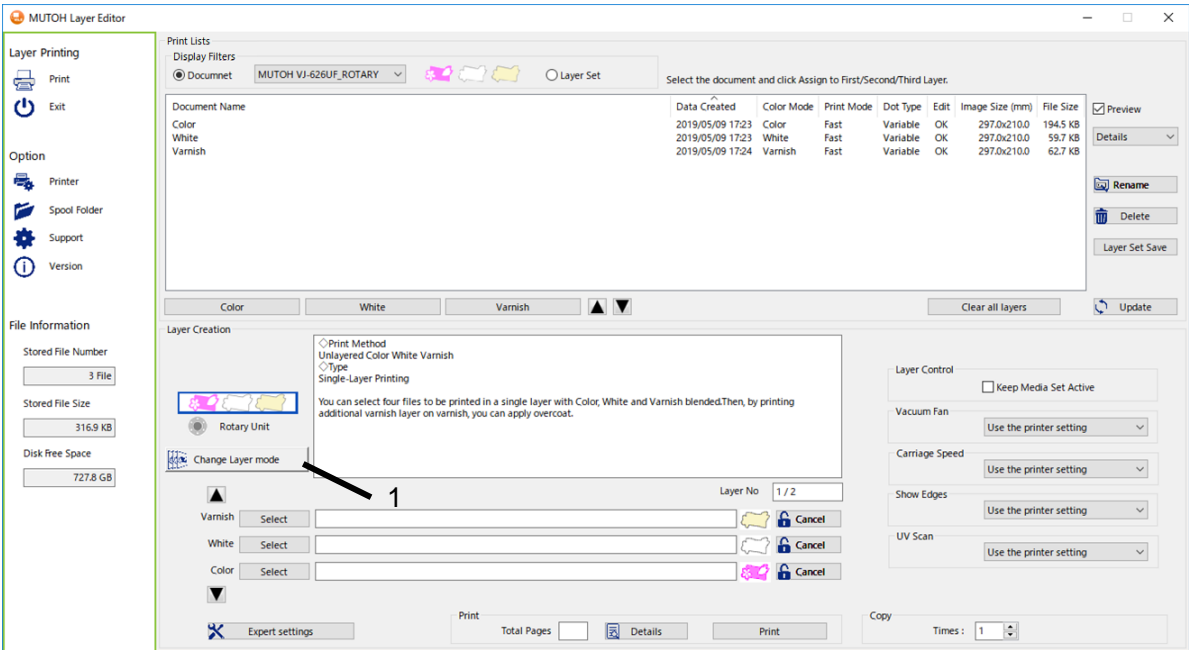 MUTOH Layer Editor
Layer Printing
Print
Exit
Option
Printer
Spool Folder
Support
Version
File Information
Stored File Number
3 File
Stored File Size
316.9 KB
Disk Free Space
727.8 GB
Print Lists
Display Filters
Documnet MUTOH VJ-626UF_ROTARY Layer Set
Select the document and click Assign to First/Second/Third Layer.
Document Name Data Created Color Mode Print Mode Dot Type Edit Image Size (mm) File Size
Color 2019/05/09 17:23 Color Fast Variable OK 297.0x210.0 194.5 KB
White 2019/05/09 17:23 White Fast Variable OK 297.0x210.0 59.7 KB
Varnish 2019/05/09 17:24 Varnish Fast Variable OK 297.0x210.0 62.7 KB
Preview
Details
Rename
Delete
Layer Set Save
Color White Varnish Clear all layers Update
Layer Creation
◇Print Method
Unlayered Color White Varnish
◇Type
Single-Layer Printing
You can select four files to be printed in a single layer with Color, White and Varnish blended.Then, by printing
additional varnish layer on varnish, you can apply overcoat.
Rotary Unit
Change Layer mode
1
Layer No 1 / 2
Varnish Select Cancel
White Select Cancel
Color Select Cancel
Layer Control
Keep Media Set Active
Vacuum Fan
Use the printer setting
Carriage Speed
Use the printer setting
Show Edges
Use the printer setting
UV Scan
Use the printer setting
Expert settings
Print
Total Pages Details Print
Copy
Times : 1